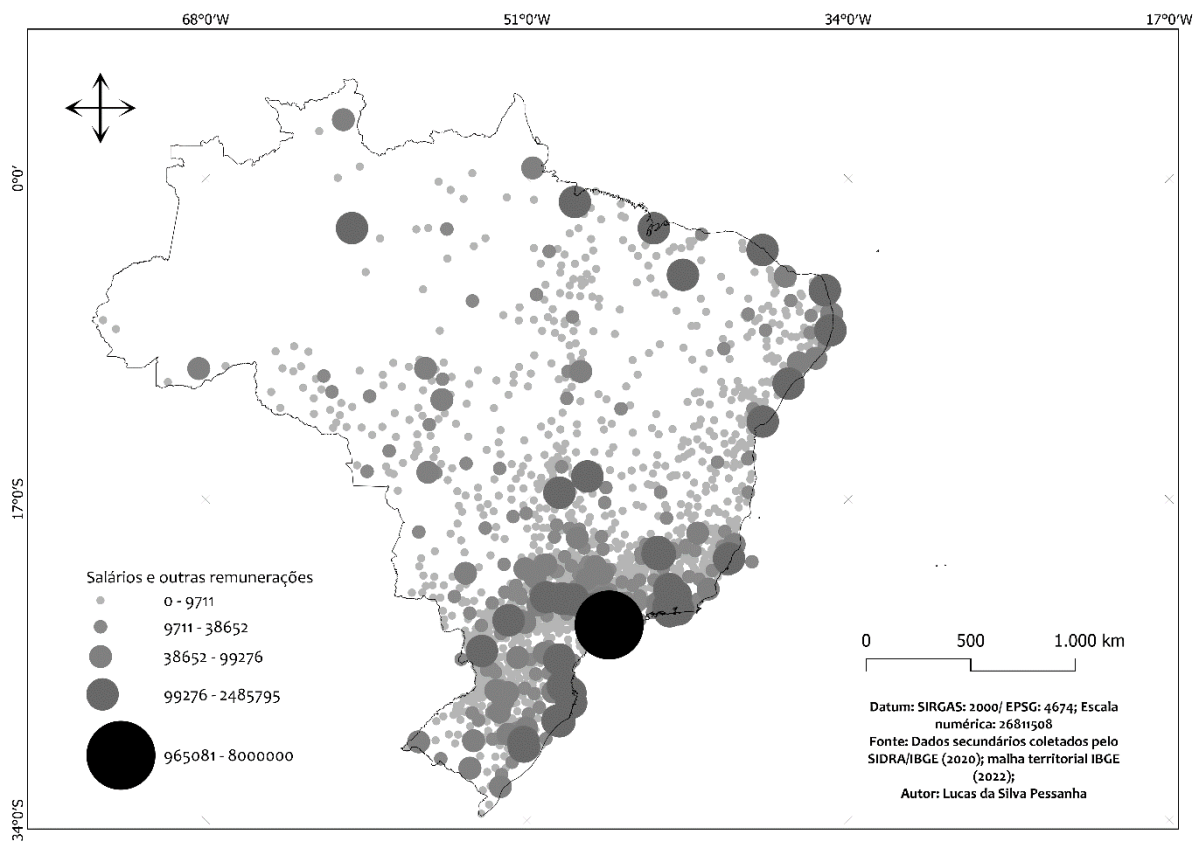 68°0′W 51°0′W 34°0′W 17°0′W
0°0′
17°0′S
34°0′S
Salários e outras remunerações
0 - 9711
9711 - 38652
38652 - 99276
99276 - 2485795
965081 - 8000000
0 500 1.000 km
Datum: SIRGAS: 2000/ EPSG: 4674; Escala
numérica: 26811508
Fonte: Dados secundários coletados pelo
SIDRA/IBGE (2020); malha territorial IBGE
(2022);
Autor: Lucas da Silva Pessanha